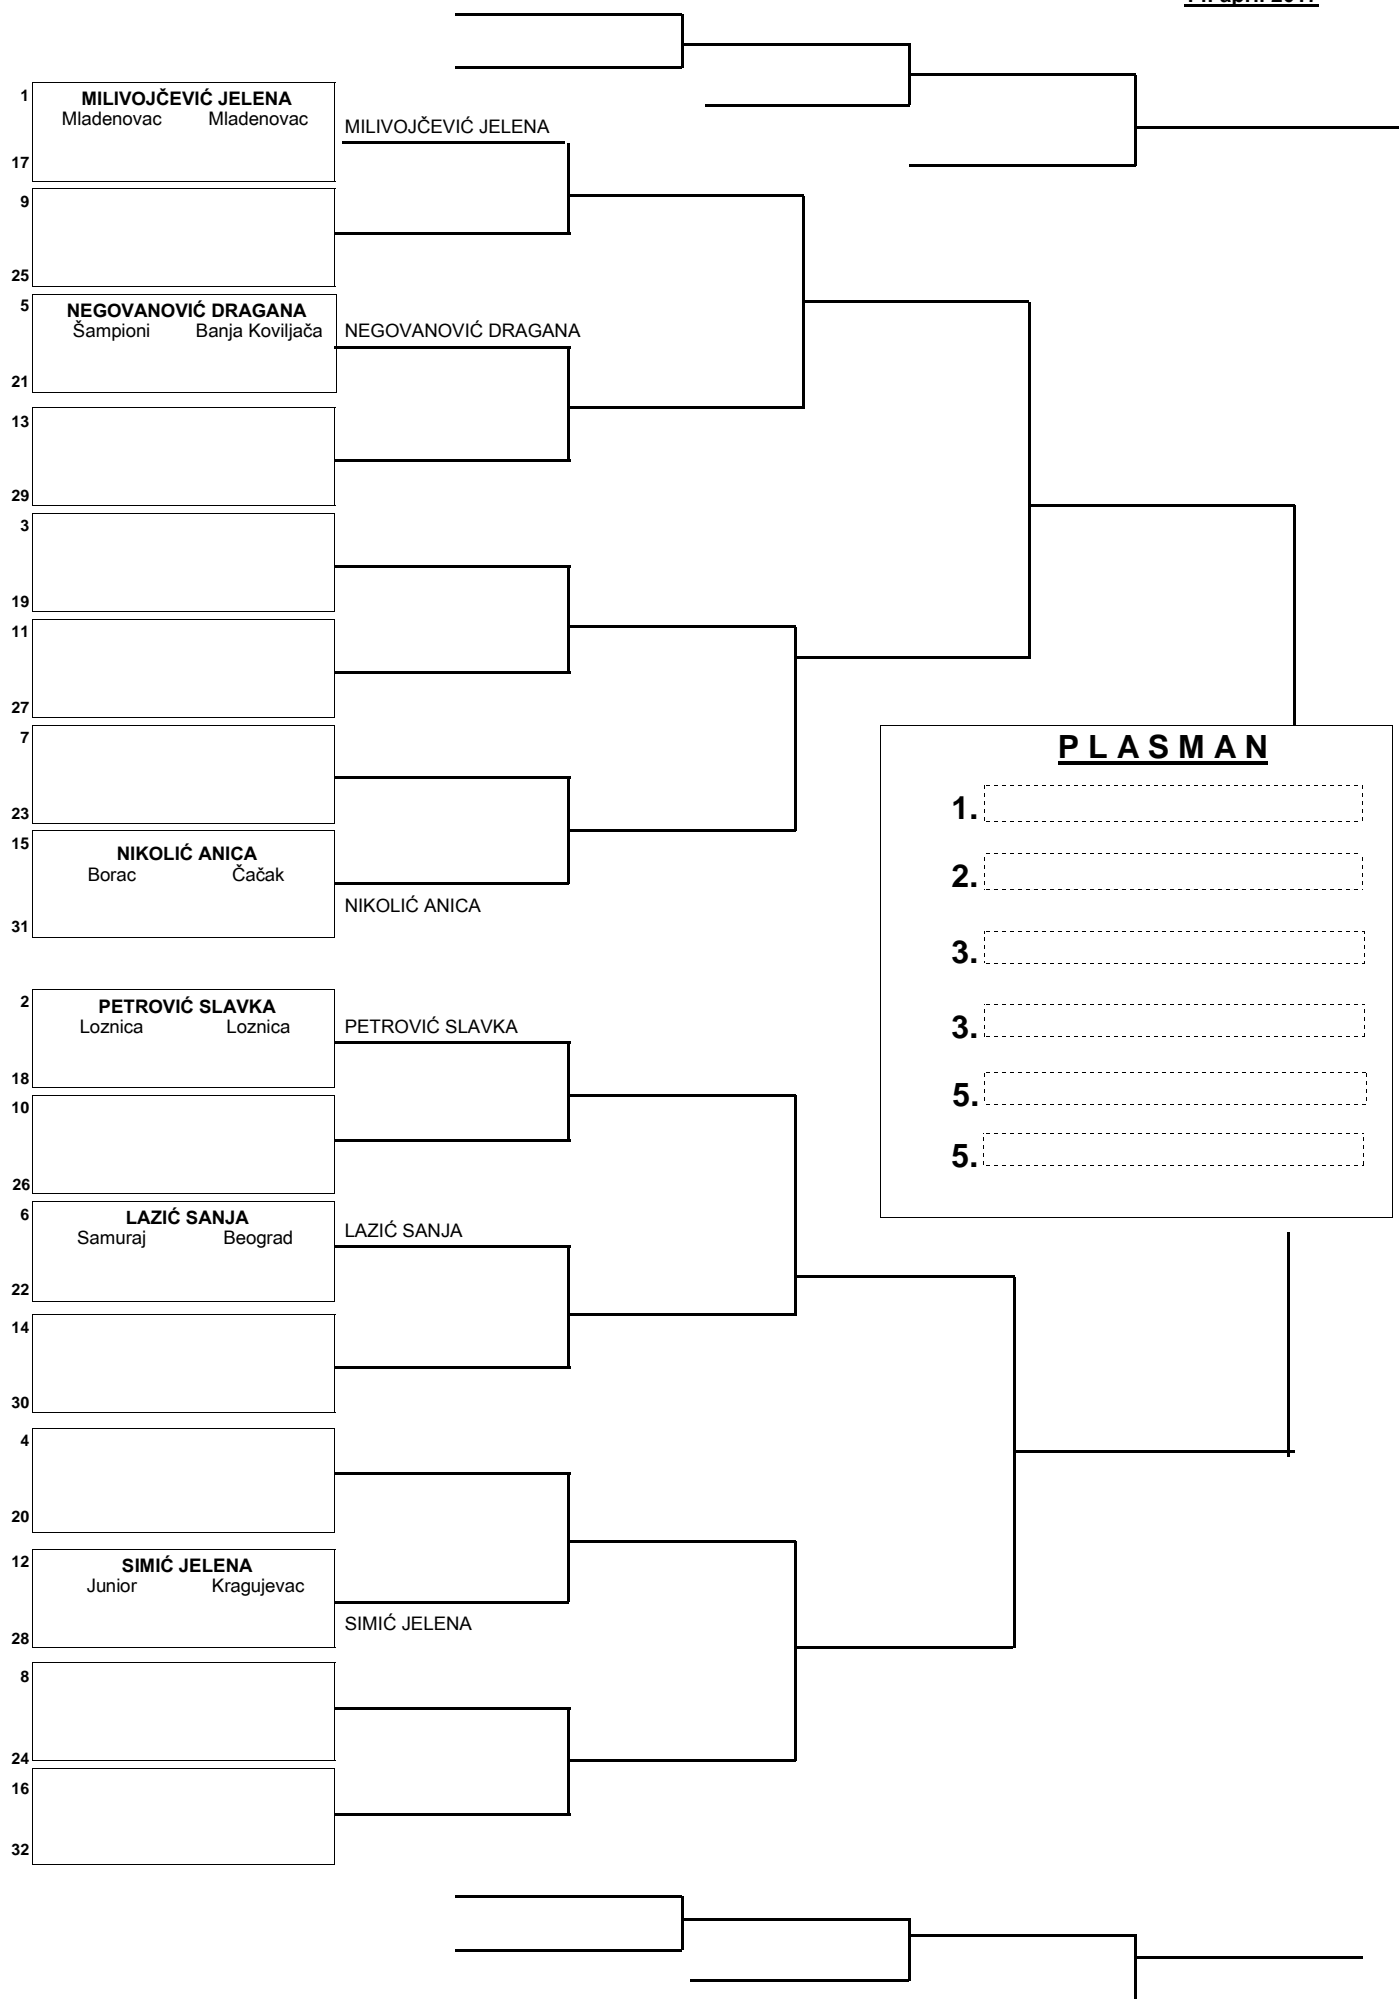 1
MILIVOJČEVIĆ JELENA
Mladenovac Mladenovac
MILIVOJČEVIĆ JELENA
17
9
25
5
NEGOVANOVIĆ DRAGANA
Šampioni Banja Koviljača
NEGOVANOVIĆ DRAGANA
21
13
29
3
19
11
27
7
23
15
NIKOLIĆ ANICA
Borac Čačak
NIKOLIĆ ANICA
31
PLASMAN
1.
2.
3.
3.
5.
5.
2
PETROVIĆ SLAVKA
Loznica Loznica
PETROVIĆ SLAVKA
18
10
26
6
LAZIĆ SANJA
Samuraj Beograd
LAZIĆ SANJA
22
14
30
4
20
12
SIMIĆ JELENA
Junior Kragujevac
SIMIĆ JELENA
28
8
24
16
32